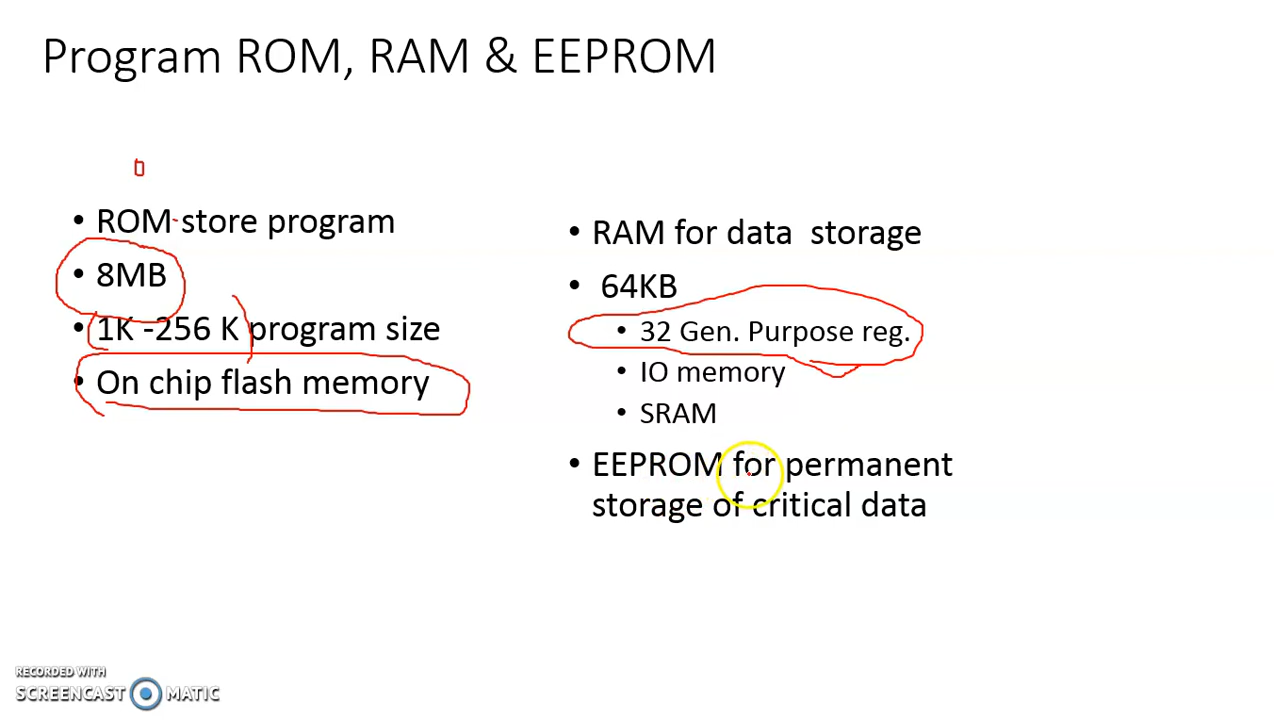 Program ROM, RAM & EEPROM
• ROM store program
• 8MB
• 1K -256 K program size
• On chip flash memory
• RAM for data storage
• 64KB
• 32 Gen. Purpose reg.
• IO memory
• SRAM
• EEPROM for permanent
storage of critical data
RECORDED WITH
SCREENCAST MATIC